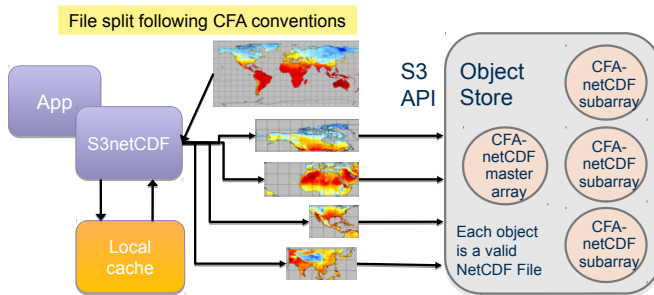 File split following CFA conventions
App
S3netCDF
Local
cache
S3
API
Object
Store
CFA-
netCDF
master
array
Each object
is a valid
NetCDF File
CFA-
netCDF
subarray
CFA-
netCDF
subarray
CFA-
netCDF
subarray